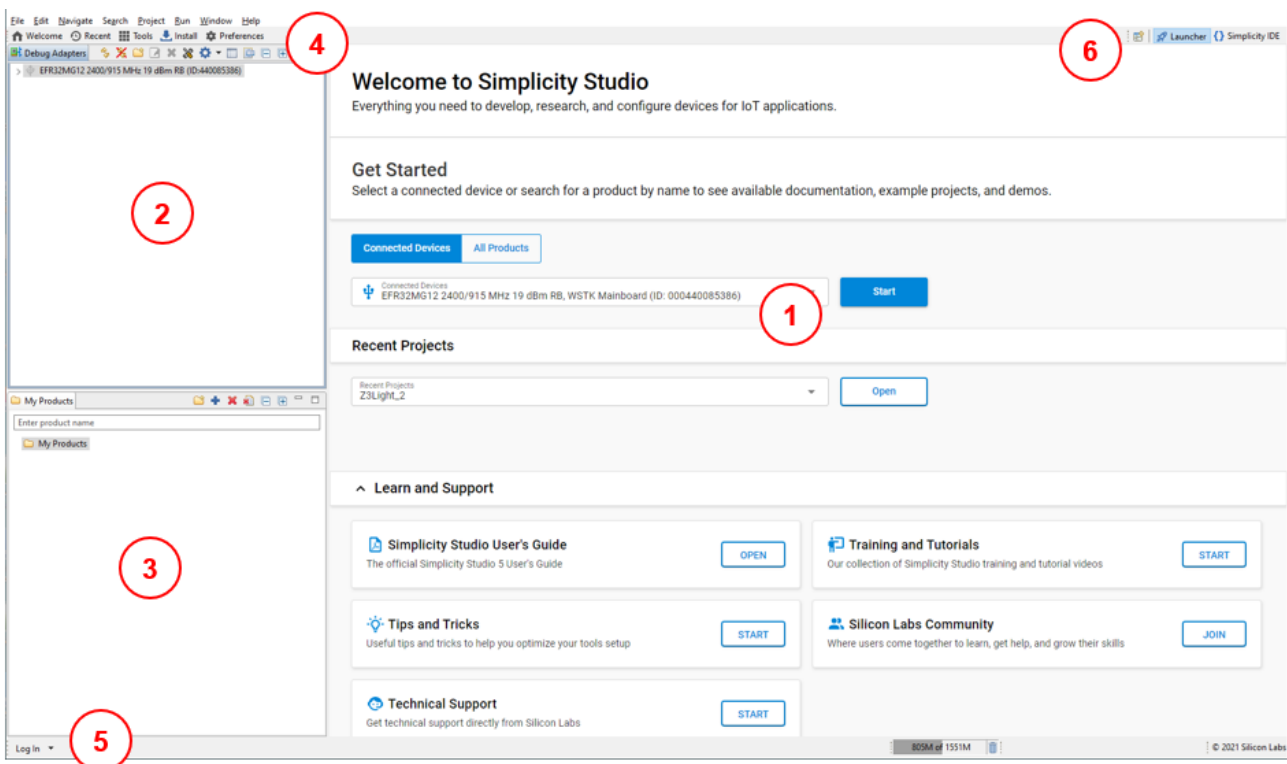 File Edit Navigate Search Project Run Window Help
Welcome Recent Tools Install Preferences
4
6
Launcher Simplicity IDE
Debug Adapters
EFR32MG12 2400/915 MHz 19 dBm RB (ID:440085386)
Welcome to Simplicity Studio
Everything you need to develop, research, and configure devices for IoT applications.
Get Started
Select a connected device or search for a product by name to see available documentation, example projects, and demos.
2
Connected Devices All Products
Connected Devices
EFR32MG12 2400/915 MHz 19 dBm RB, WSTK Mainboard (ID: 000440085386)
Start
1
Recent Projects
Recent Projects
Z3Light_2
Open
My Products
Enter product name
My Products
Learn and Support
Simplicity Studio User's Guide
The official Simplicity Studio 5 User's Guide
OPEN
Training and Tutorials
Our collection of Simplicity Studio training and tutorial videos
START
3
Tips and Tricks
Useful tips and tricks to help you optimize your tools setup
START
Silicon Labs Community
Where users come together to learn, get help, and grow their skills
JOIN
Technical Support
Get technical support directly from Silicon Labs
START
5
Log In
805M of 1551M
© 2021 Silicon Labs